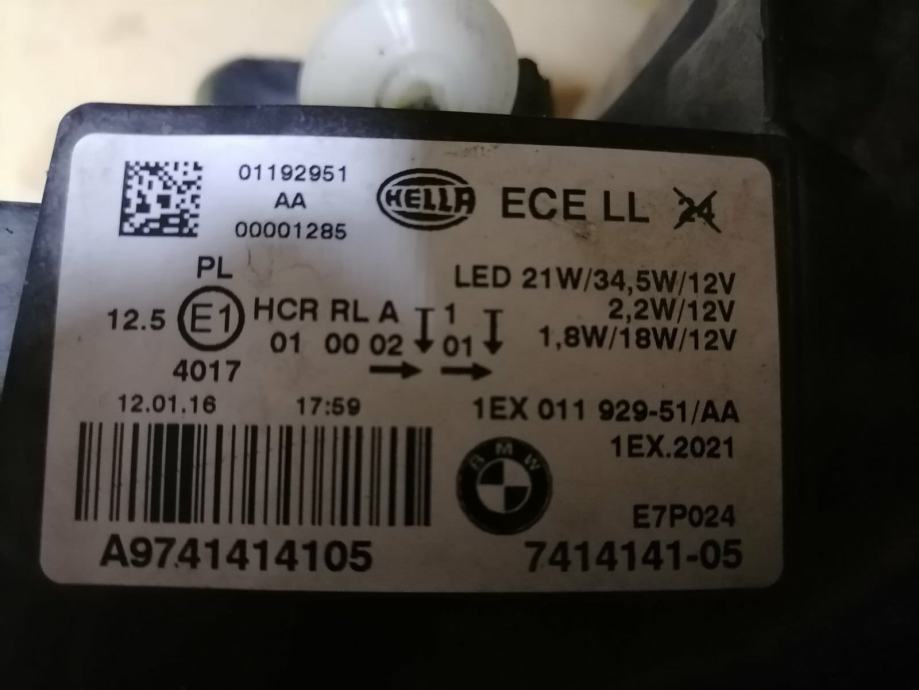 01192951
AA
00001285
HELLA
ECE LL 24
PL
LED 21W/34,5W/12V
2,2W/12V
1,8W/18W/12V
12.5 E1 HCR RL A 1
01 00 02 01
4017
12.01.16 17:59
1EX 011 929-51/AA
1EX.2021
BMW
E7P024
A9741414105
7414141-05